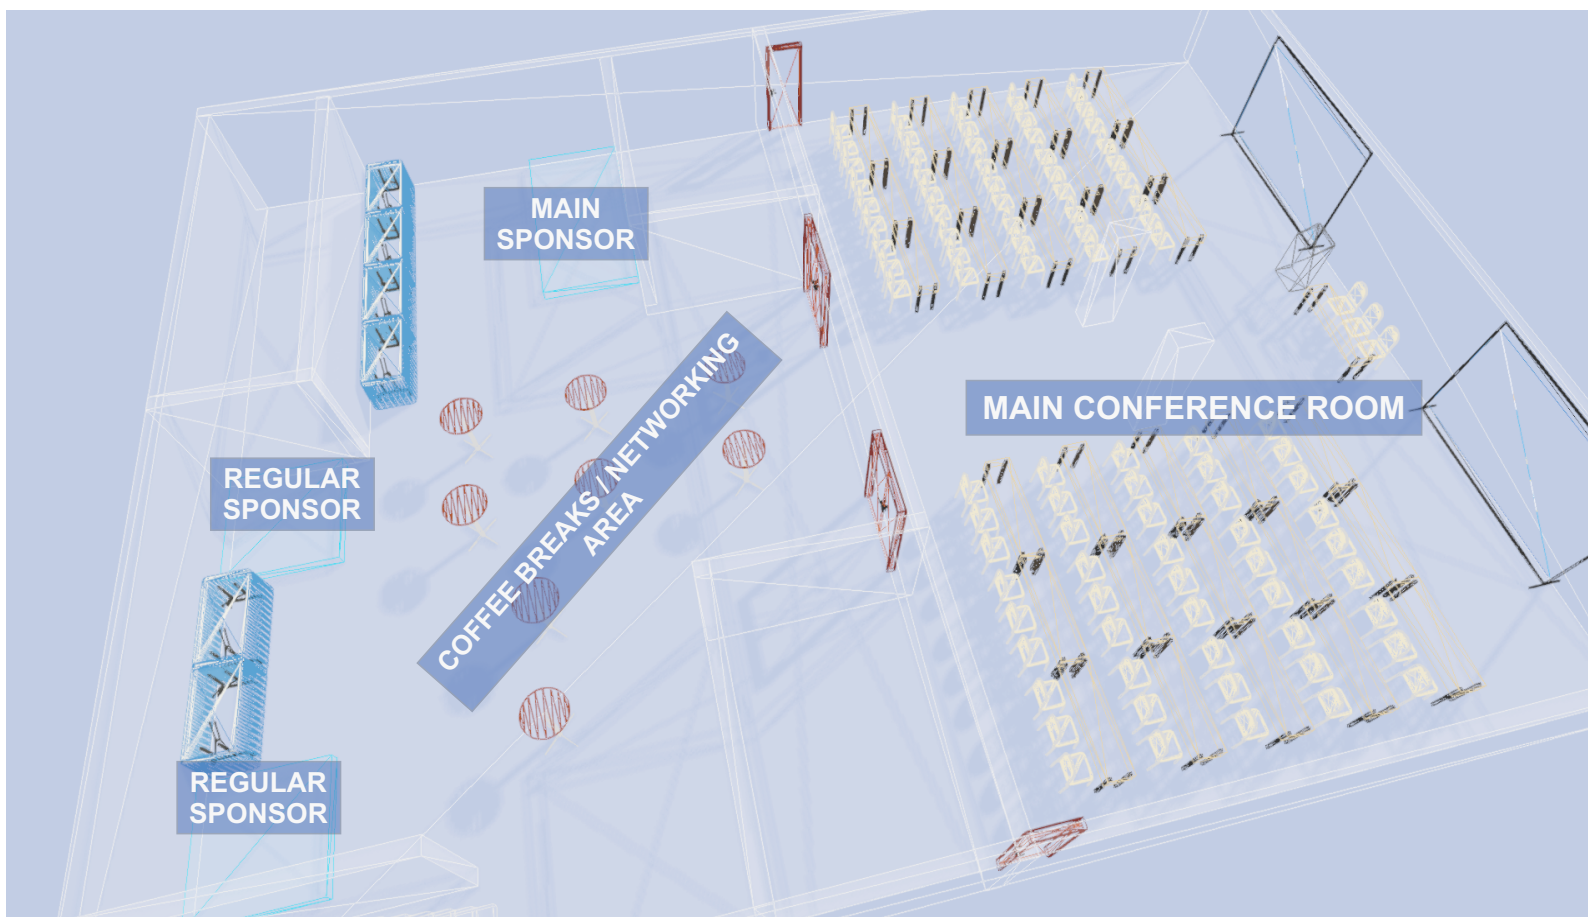 MAIN
SPONSOR
COFFEE BREAKS / NETWORKING
AREA
MAIN CONFERENCE ROOM
REGULAR
SPONSOR
REGULAR
SPONSOR